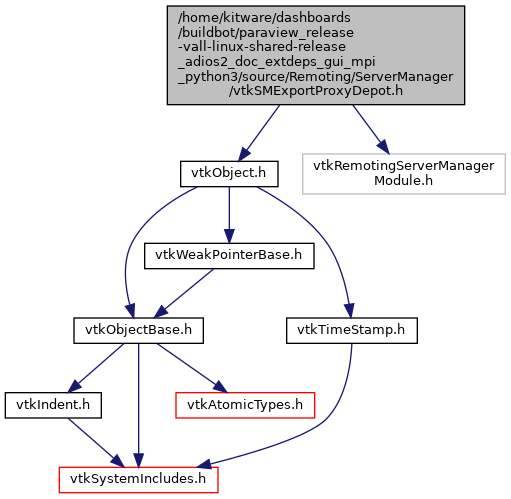 /home/kitware/dashboards
/buildbot/paraview_release
-vall-linux-shared-release
_adios2_doc_extdeps_gui_mpi
_python3/source/Remoting/ServerManager
/vtkSMExportProxyDepot.h
vtkObject.h
vtkRemotingServerManager
Module.h
vtkWeakPointerBase.h
vtkObjectBase.h
vtkTimeStamp.h
vtkIndent.h
vtkAtomicTypes.h
vtkSystemIncludes.h